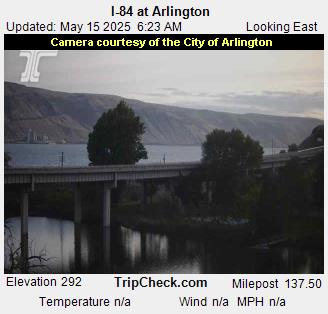 I-84 at Arlington
Updated: May 15 2025 6:23 AM Looking East
Camera courtesy of the City of Arlington
Elevation 292 TripCheck.com Milepost 137.50
Temperature n/a Wind n/a MPH n/a